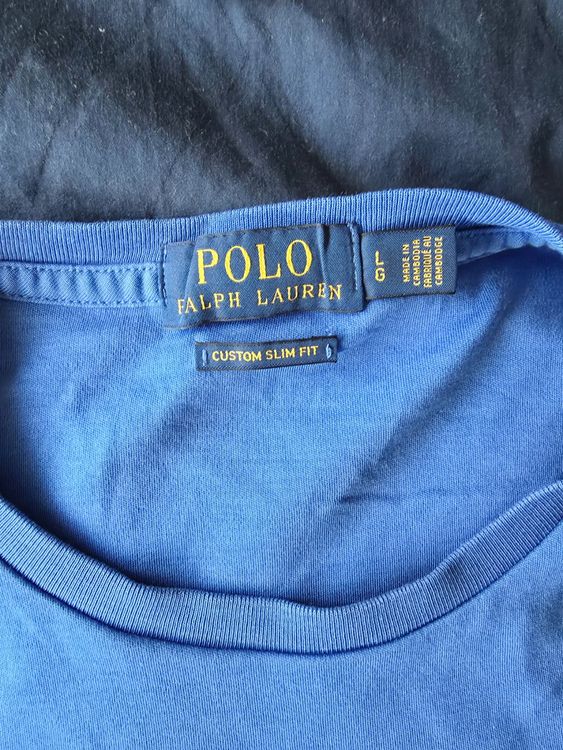 POLO
RALPH LAUREN
L
G
MADE IN
CAMBODIA
FABRIQUÉ AU
CAMBODGE
CUSTOM SLIM FIT